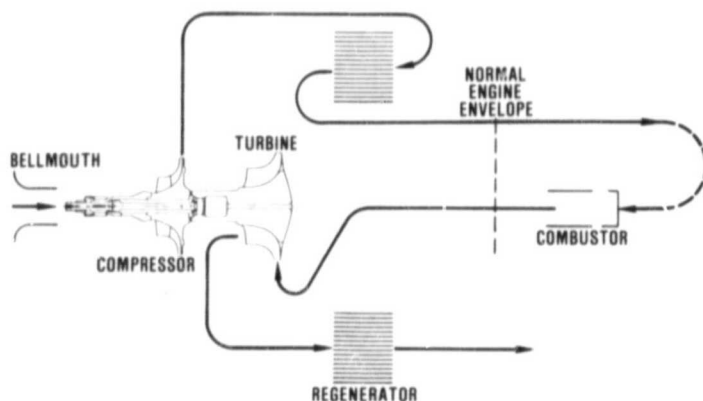 NORMAL
ENGINE
ENVELOPE
TURBINE
BELLMOUTH
COMBUSTOR
COMPRESSOR
REGENERATOR